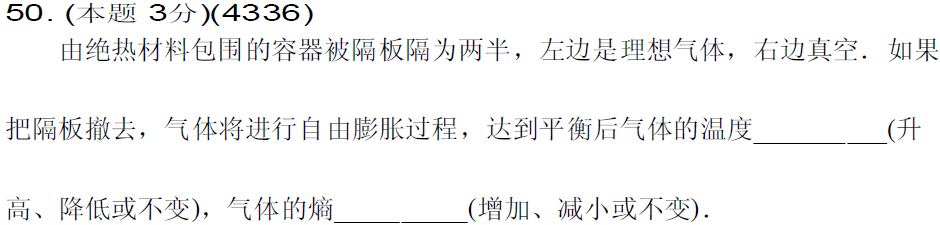 50. (本题 3分)(4336)
由绝热材料包围的容器被隔板隔为两半，左边是理想气体，右边真空．如果
把隔板撤去，气体将进行自由膨胀过程，达到平衡后气体的温度__________(升
高、降低或不变)，气体的熵__________(增加、减小或不变)．